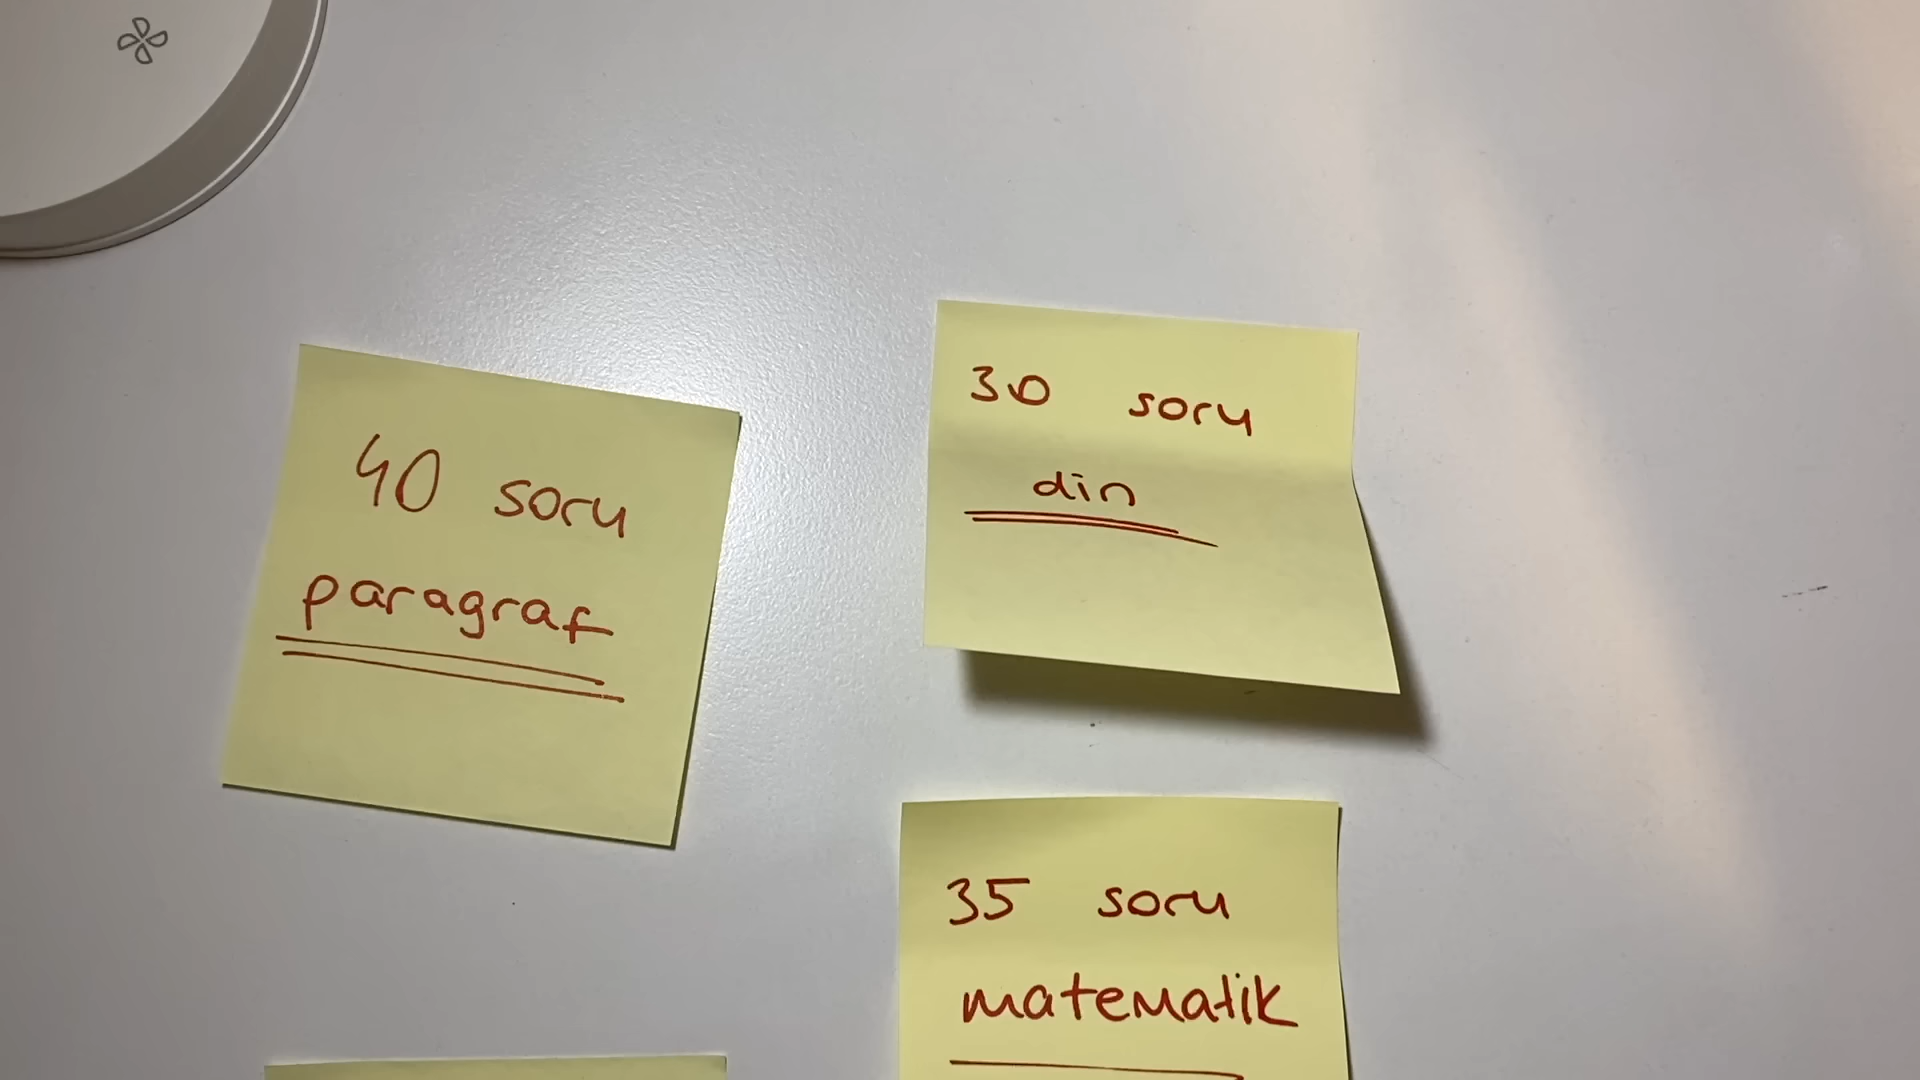 40 soru
paragraf
30 soru
din
35 soru
matematik